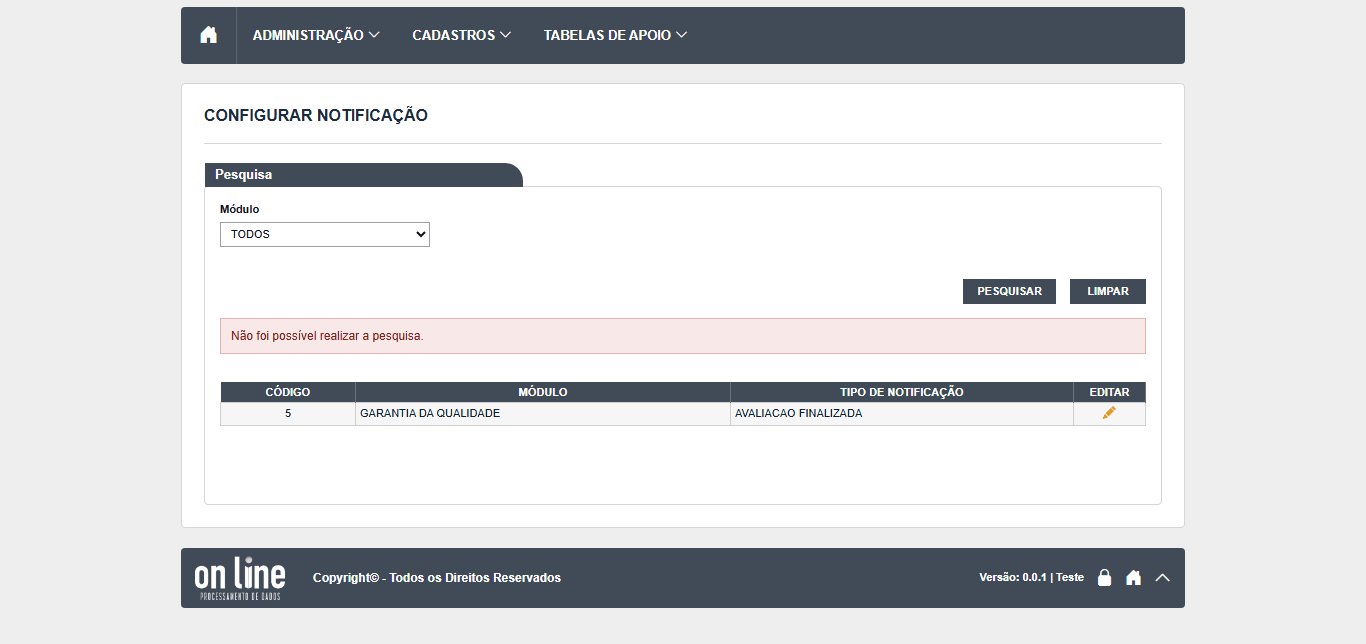 ADMINISTRAÇÃO CADASTROS TABELAS DE APOIO
CONFIGURAR NOTIFICAÇÃO
Pesquisa
Módulo
TODOS
PESQUISAR LIMPAR
Não foi possível realizar a pesquisa.
CÓDIGO MÓDULO TIPO DE NOTIFICAÇÃO EDITAR
5 GARANTIA DA QUALIDADE AVALIACAO FINALIZADA
on line
PROCESSAMENTO DE DADOS
Copyright© - Todos os Direitos Reservados
Versão: 0.0.1 | Teste